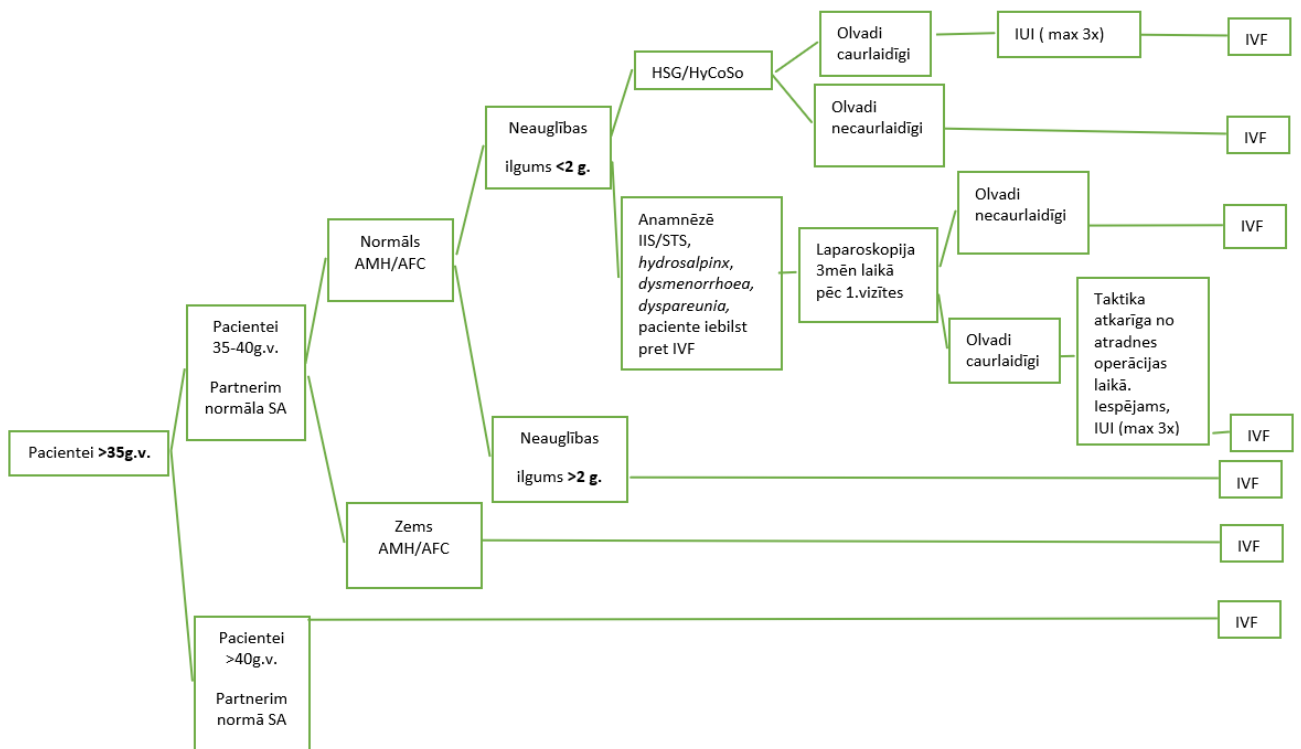 Pacientei >35g.v.
Pacientei
35-40g.v.
Partnerim
normāla SA
Pacientei
>40g.v.
Partnerim
normā SA
Normāls
AMH/AFC
Zems
AMH/AFC
Neauglības
ilgums <2 g.
Neauglības
ilgums >2 g.
HSG/HyCoSo
Anamnēzē
IIS/STS,
hydrosalpinx,
dysmenorrhoea,
dyspareunia,
paciente iebilst
pret IVF
Olvadi
caurlaidīgi
Olvadi
necaurlaidīgi
Laparoskopija
3mēn laikā
pēc 1.vizītes
IUI ( max 3x)
Olvadi
necaurlaidīgi
Olvadi
caurlaidīgi
Taktika
atkarīga no
atradnes
operācijas
laikā.
Iespējams,
IUI (max 3x)
IVF
IVF
IVF
IVF
IVF
IVF
IVF